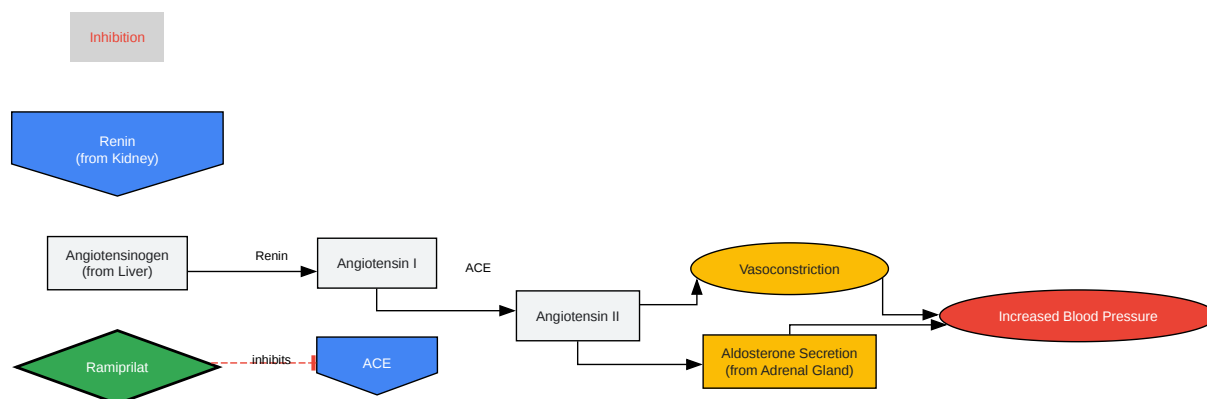 Inhibition
Renin
(from Kidney)
Angiotensinogen
(from Liver)
Renin
Angiotensin I
ACE
Vasoconstriction
Angiotensin II
Increased Blood Pressure
Ramiprilat
inhibits
ACE
Aldosterone Secretion
(from Adrenal Gland)